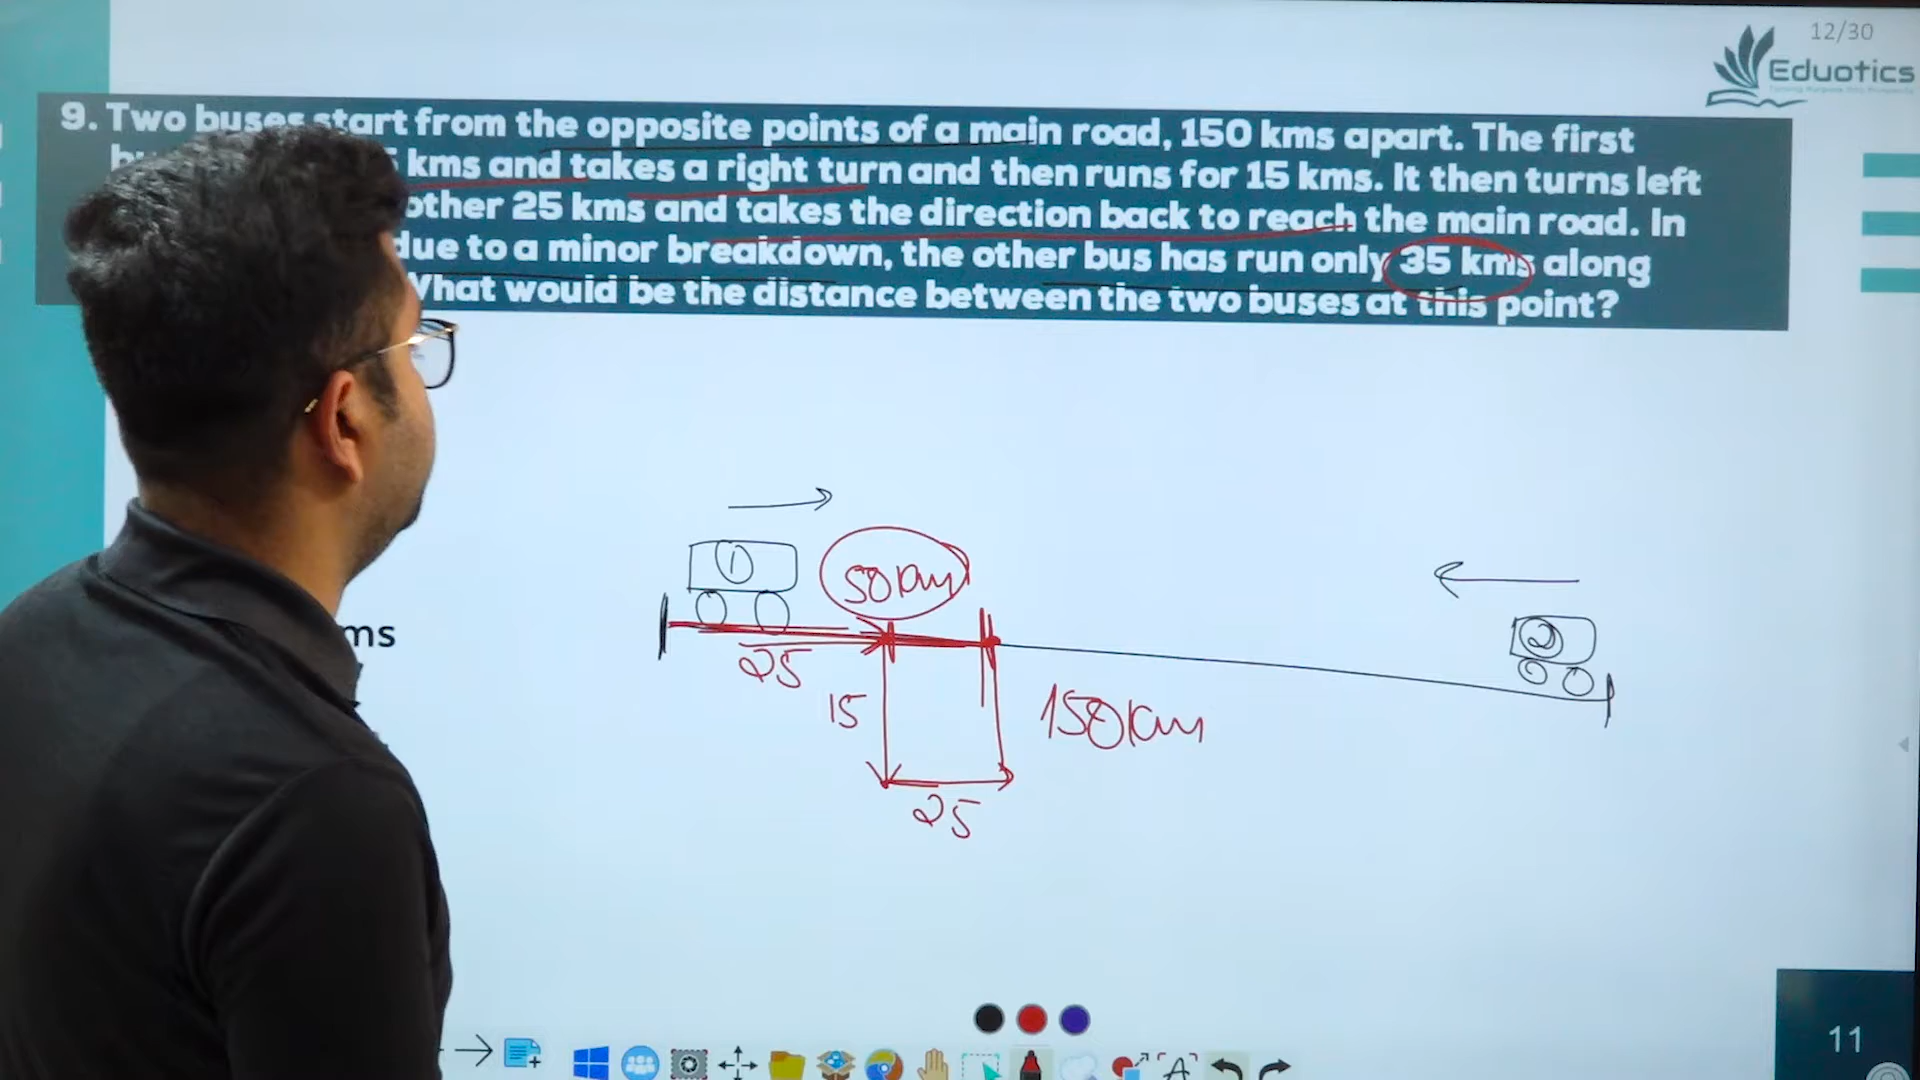 12/30
Eduotics
9. Two buses start from the opposite points of a main road, 150 kms apart. The first
kms and takes a right turn and then runs for 15 kms. It then turns left
other 25 kms and takes the direction back to reach the main road. In
due to a minor breakdown, the other bus has run only 35 kms along
What would be the distance between the two buses at this point?
1
50 km
2
ms
25
15
150 km
25
11